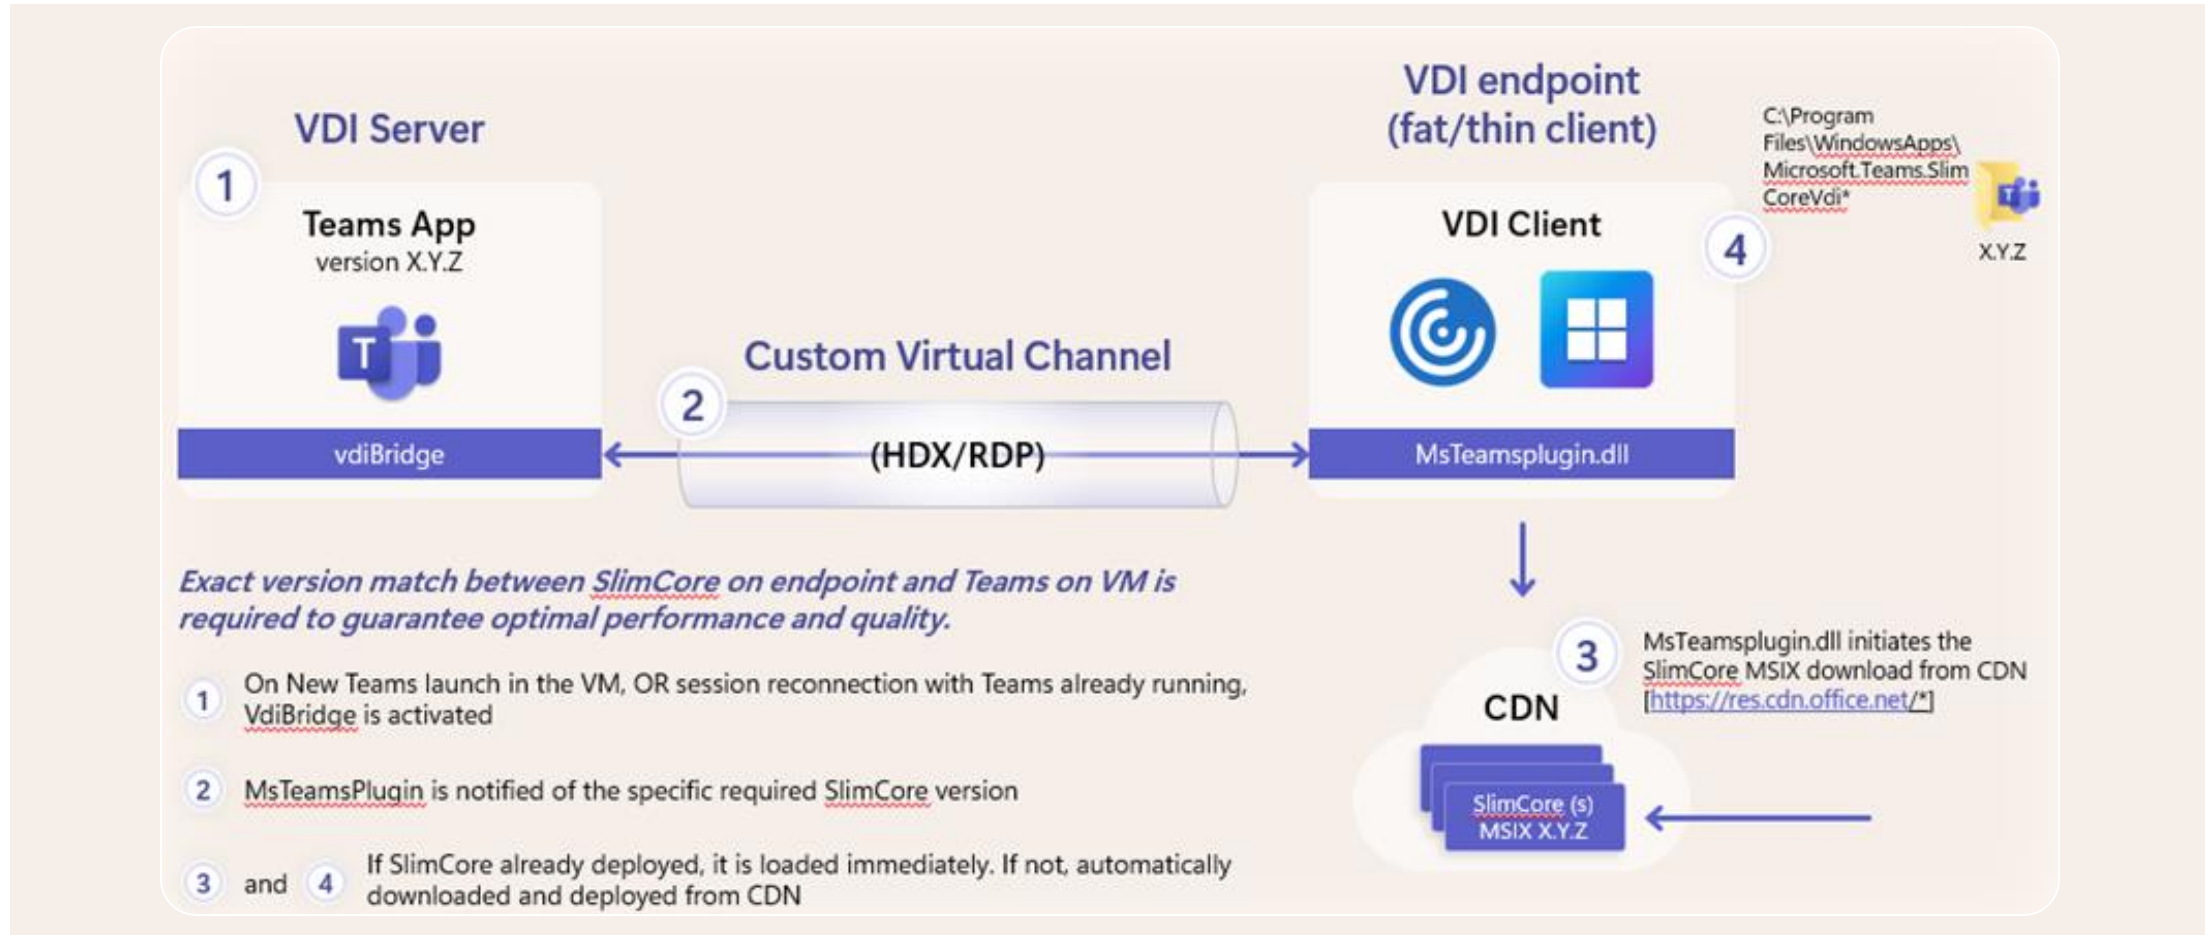 VDI Server
1
Teams App
version X.Y.Z
T
vdiBridge
Custom Virtual Channel
2
(HDX/RDP)
VDI endpoint
(fat/thin client)
VDI Client
MsTeamsplugin.dll
4
C:\Program
Files\WindowsApps\
Microsoft.Teams.Slim
CoreVdi*
T
X.Y.Z
Exact version match between SlimCore on endpoint and Teams on VM is
required to guarantee optimal performance and quality.
1
On New Teams launch in the VM, OR session reconnection with Teams already running,
VdiBridge is activated
2
MsTeamsPlugin is notified of the specific required SlimCore version
3 and 4
If SlimCore already deployed, it is loaded immediately. If not, automatically
downloaded and deployed from CDN
3
MsTeamsplugin.dll initiates the
SlimCore MSIX download from CDN
[https://res.cdn.office.net/*]
CDN
SlimCore (s)
MSIX X.Y.Z